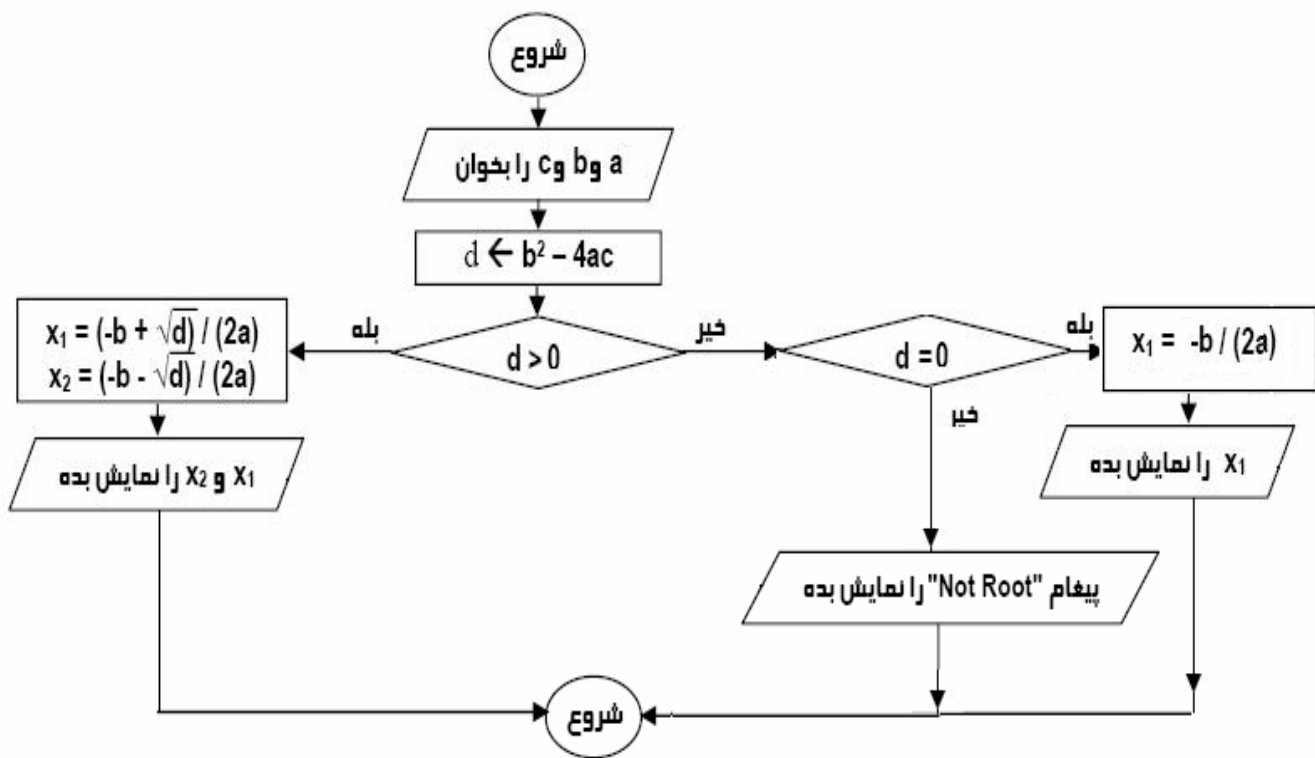 شروع
a وb وc را بخوان
d ← b² – 4ac
x₁ = (-b + √d) / (2a)
x₂ = (-b - √d) / (2a)
بله
d > 0
خیر
d = 0
بله
x₁ = -b / (2a)
خیر
x₁ و x₂ را نمایش بده
x₁ را نمایش بده
پیغام "Not Root" را نمایش بده
شروع